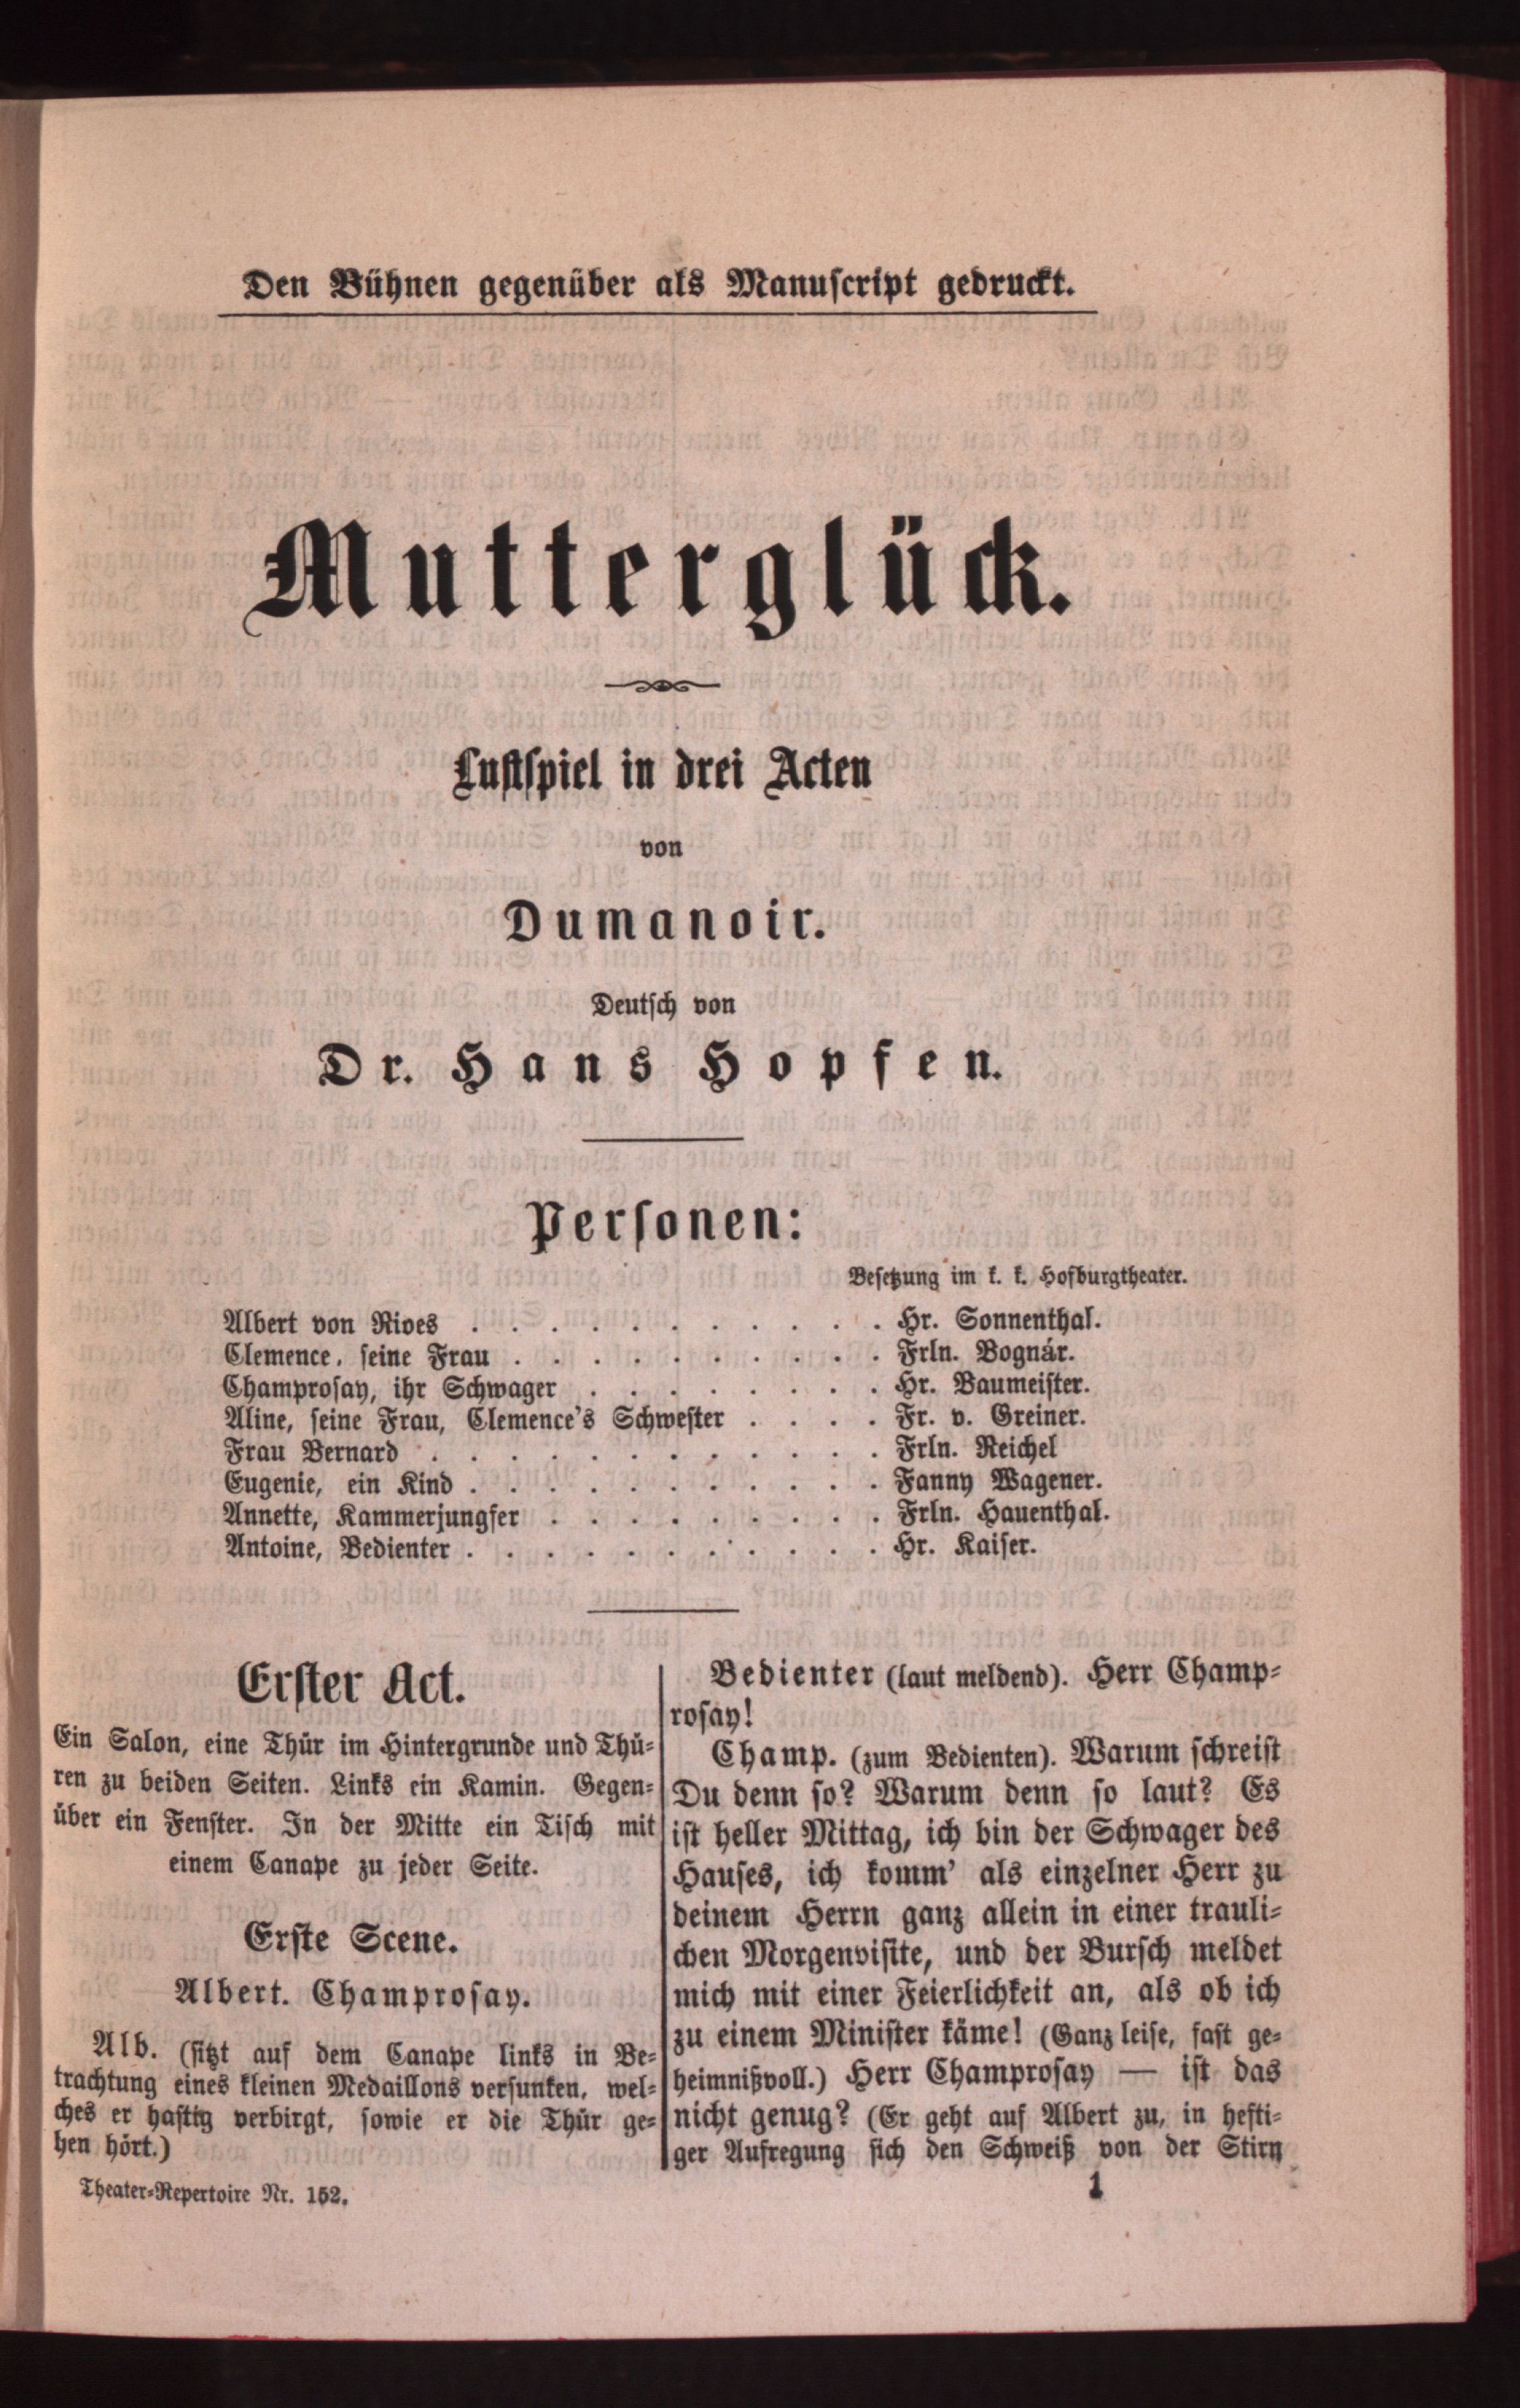 Den Bühnen gegenüber als Manuscript gedruckt.
Mutterglück.
Lustspiel in drei Acten
von
Dumanoir.
Deutsch von
Dr. Hans Hopfen.
Personen:
Besetzung im k. k. Hofburgtheater.
Albert von Rives . . . . . . . . . . . Hr. Sonnenthal.
Clemence, seine Frau . . . . . . . . . . Frln. Bognár.
Champrosay, ihr Schwager . . . . . . . . Hr. Baumeister.
Aline, seine Frau, Clemence's Schwester . . . . Fr. v. Greiner.
Frau Bernard . . . . . . . . . . . . Frln. Reichel
Eugenie, ein Kind . . . . . . . . . . . Fanny Wagener.
Annette, Kammerjungfer . . . . . . . . . Frln. Hauenthal.
Antoine, Bedienter . . . . . . . . . . . Hr. Kaiser.
Erster Act.
Ein Salon, eine Thür im Hintergrunde und Thü-
ren zu beiden Seiten. Links ein Kamin. Gegen-
über ein Fenster. In der Mitte ein Tisch mit
einem Canape zu jeder Seite.
Erste Scene.
Albert. Champrosay.
Alb. (sitzt auf dem Canape links in Be-
trachtung eines kleinen Medaillons versunken, wel-
ches er hastig verbirgt, sowie er die Thür ge-
hen hört.)
Theater-Repertoire Nr. 152.
Bedienter (laut meldend). Herr Champ-
rosay!
Champ. (zum Bedienten). Warum schreist
Du denn so? Warum denn so laut? Es
ist heller Mittag, ich bin der Schwager des
Hauses, ich komm' als einzelner Herr zu
deinem Herrn ganz allein in einer trauli-
chen Morgenvisite, und der Bursch meldet
mich mit einer Feierlichkeit an, als ob ich
zu einem Minister käme! (Ganz leise, fast ge-
heimnißvoll.) Herr Champrosay — ist das
nicht genug? (Er geht auf Albert zu, in hefti-
ger Aufregung sich den Schweiß von der Stirn
1